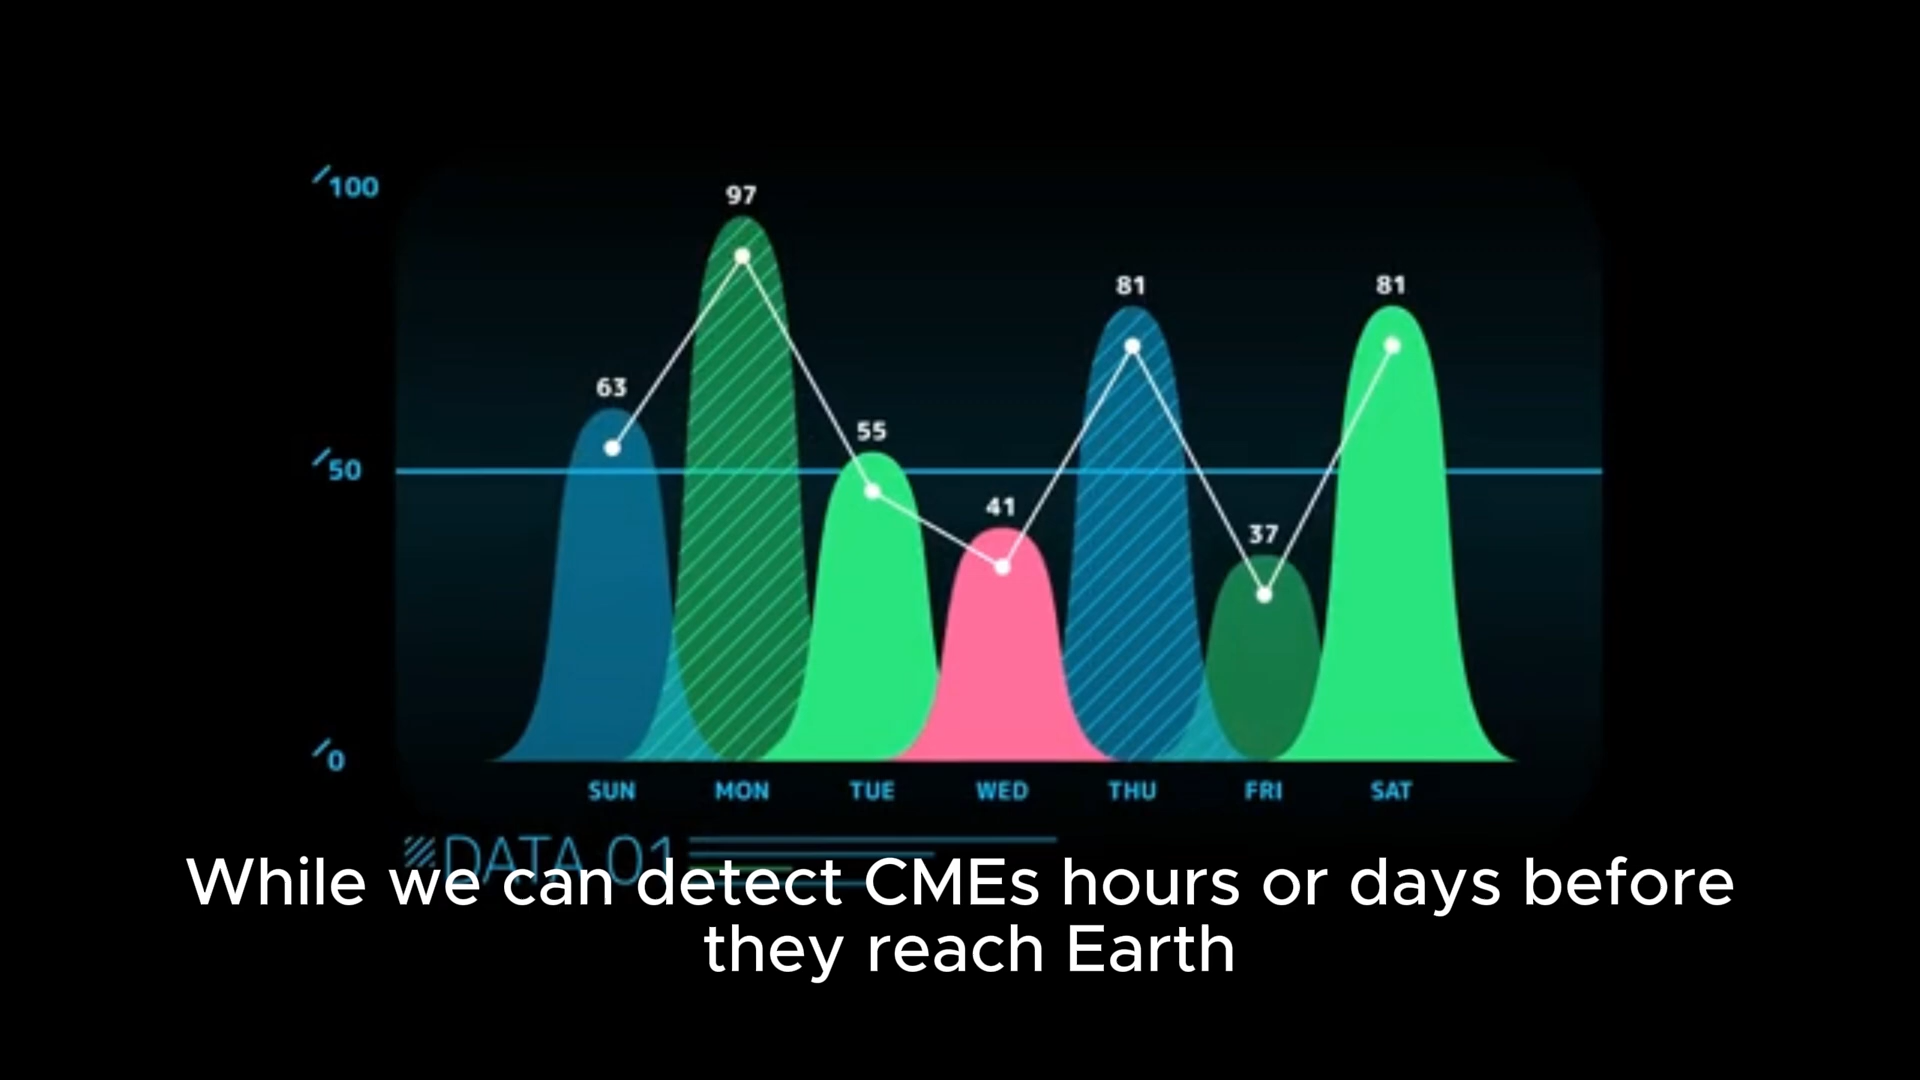 100
97
81
81
63
55
50
41
37
0
SUN MON TUE WED THU FRI SAT
DATA 01
While we can detect CMEs hours or days before
they reach Earth